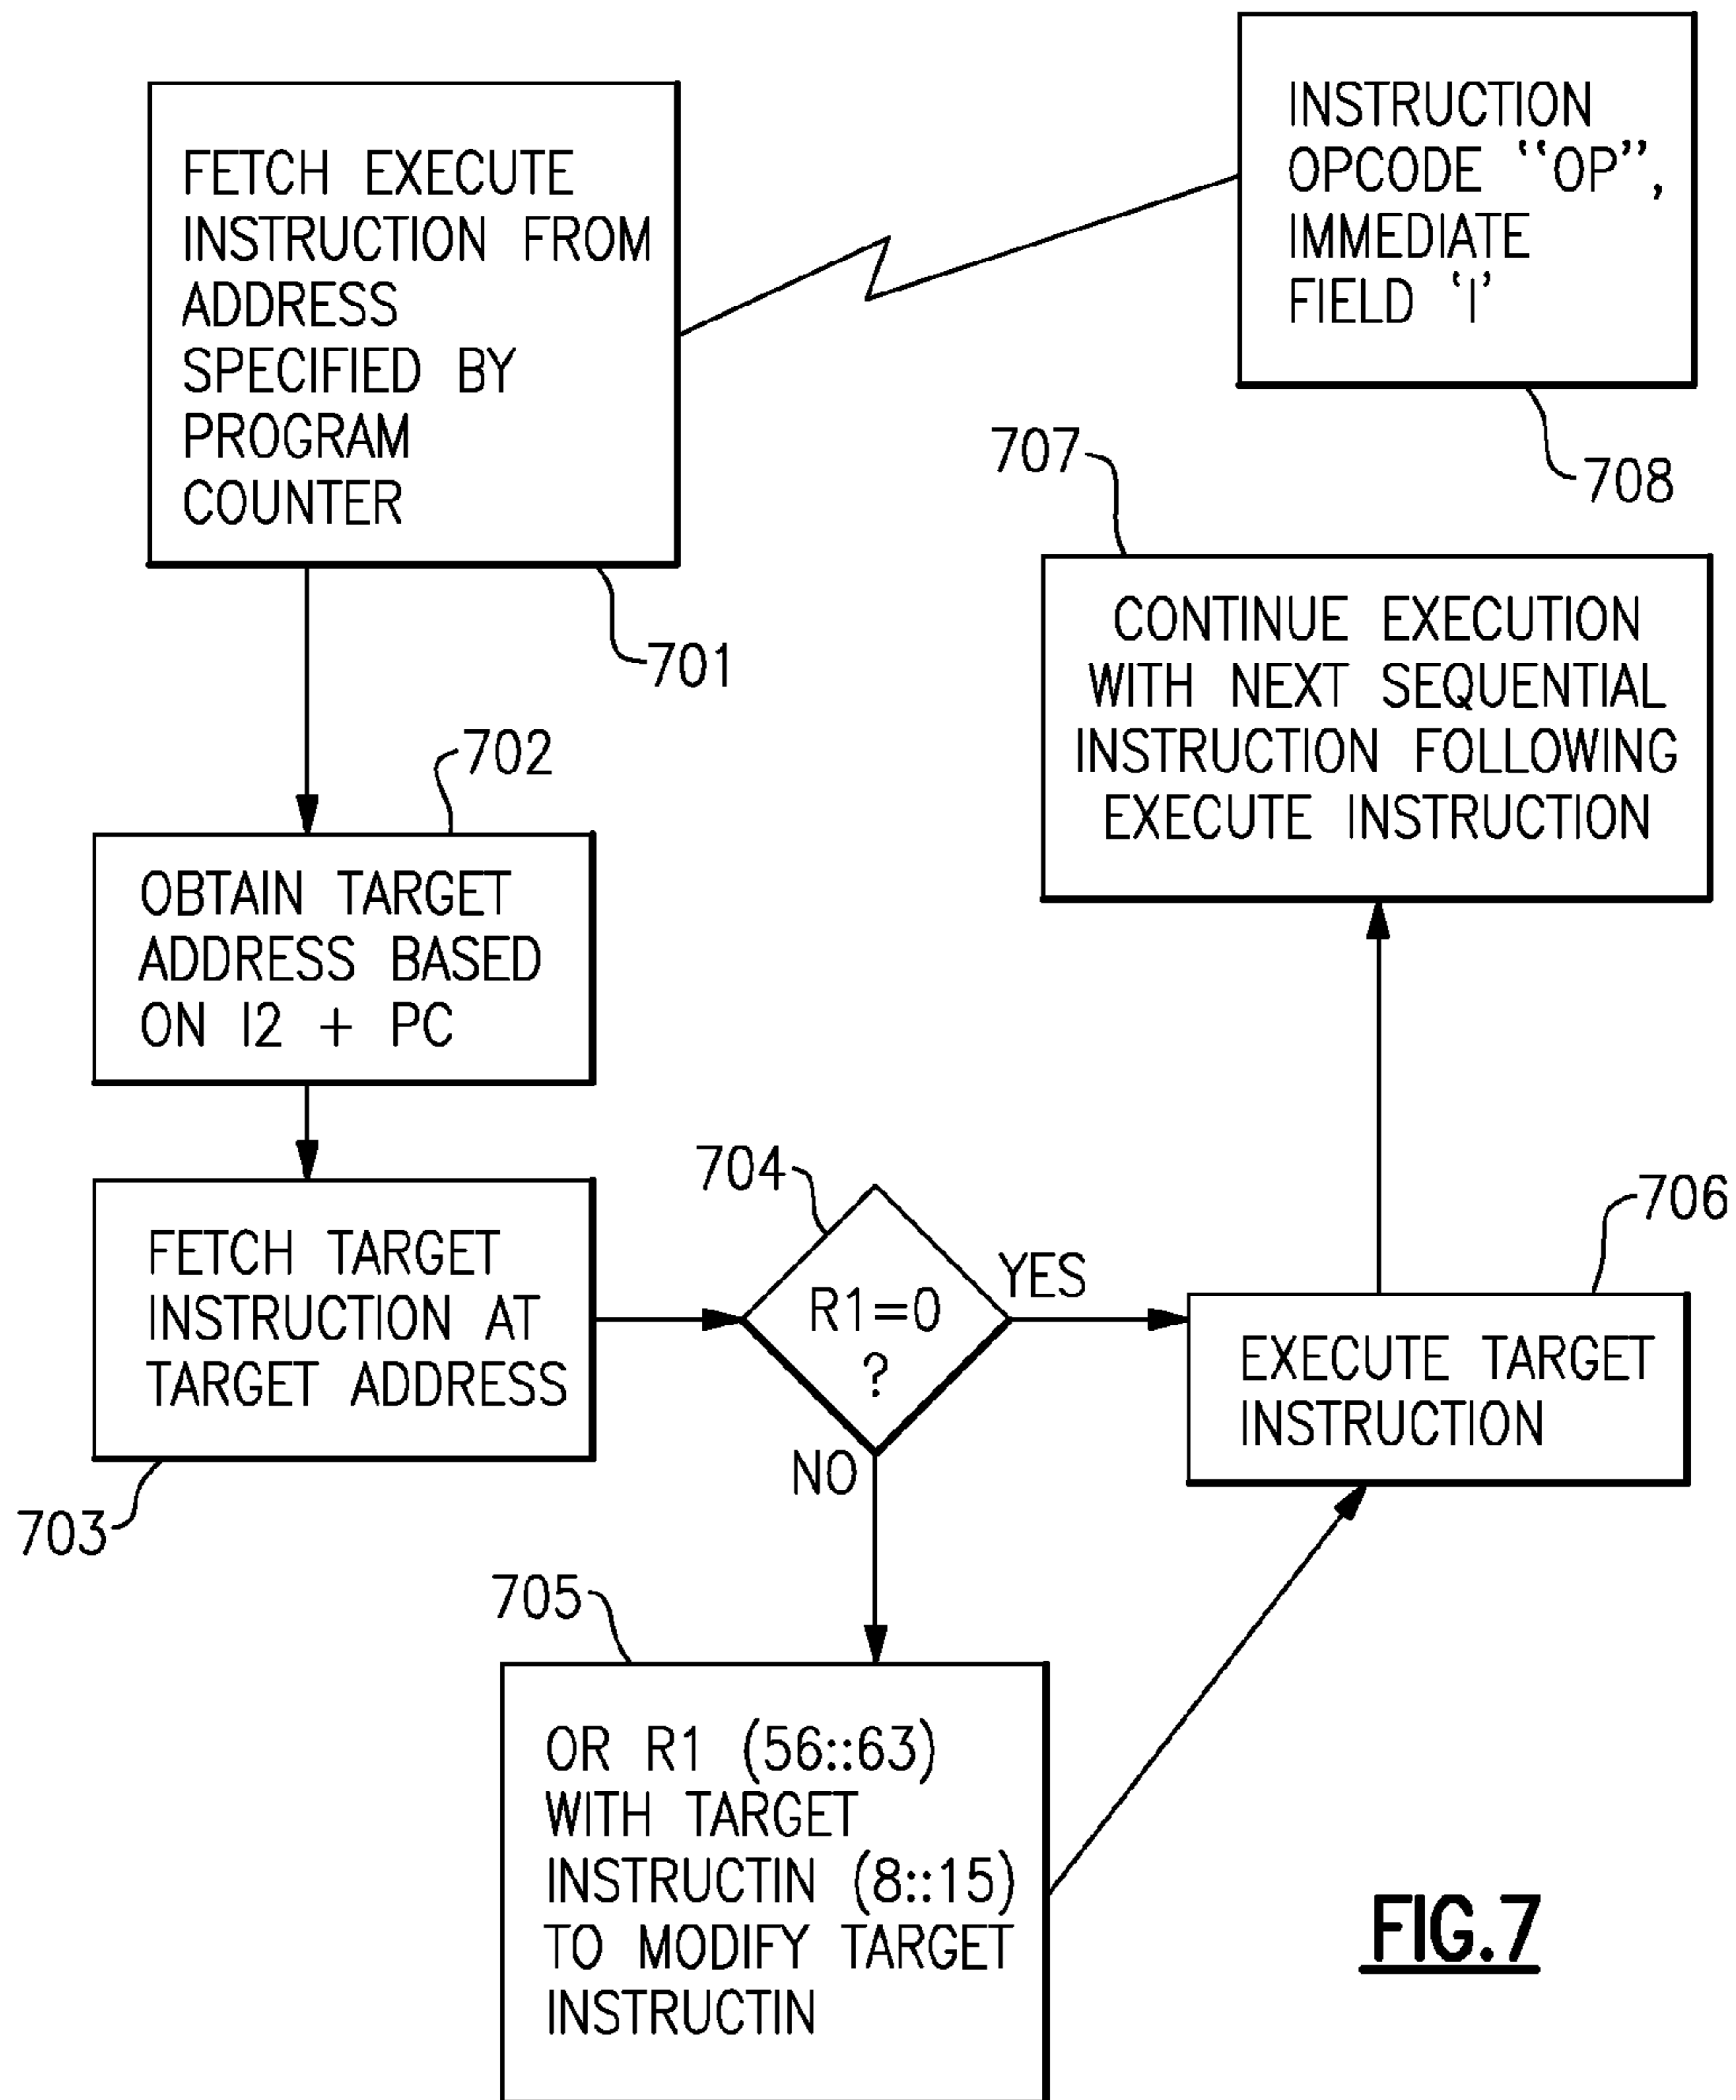 FETCH EXECUTE
INSTRUCTION FROM
ADDRESS
SPECIFIED BY
PROGRAM
COUNTER
701
INSTRUCTION
OPCODE “OP”,
IMMEDIATE
FIELD ‘I’
708
702
OBTAIN TARGET
ADDRESS BASED
ON I2 + PC
707
CONTINUE EXECUTION
WITH NEXT SEQUENTIAL
INSTRUCTION FOLLOWING
EXECUTE INSTRUCTION
FETCH TARGET
INSTRUCTION AT
TARGET ADDRESS
703
704
R1=0
?
YES
NO
706
EXECUTE TARGET
INSTRUCTION
705
OR R1 (56::63)
WITH TARGET
INSTRUCTIN (8::15)
TO MODIFY TARGET
INSTRUCTIN
FIG.7